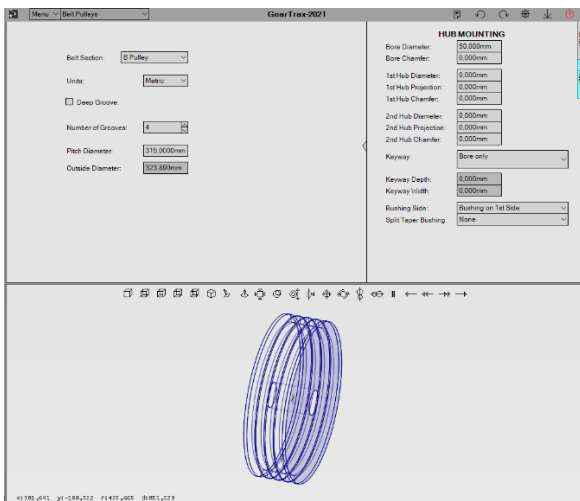 Menu Belt Pulleys GearTrax-2021
Belt Section: B Pulley
Units: Metric
Deep Groove:
Number of Grooves: 4
Pitch Diameter: 315.0000mm
Outside Diameter: 323,890mm
HUB MOUNTING
Bore Diameter: 50,000mm
Bore Chamfer: 0,000mm
1st Hub Diameter: 0,000mm
1st Hub Projection: 0,000mm
1st Hub Chamfer: 0,000mm
2nd Hub Diameter: 0,000mm
2nd Hub Projection: 0,000mm
2nd Hub Chamfer: 0,000mm
Keyway: Bore only
Keyway Depth: 0,000mm
Keyway Width: 0,000mm
Bushing Side: Bushing on 1st Side
Split Taper Bushing: None